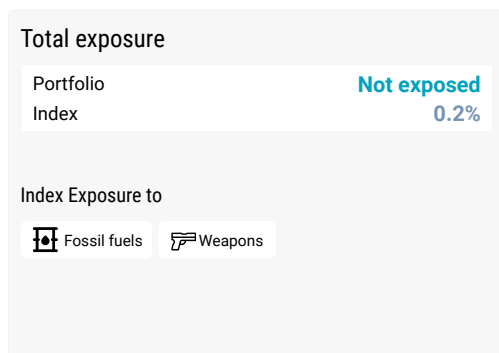 Total exposure
Portfolio Not exposed
Index 0.2%
Index Exposure to
Fossil fuels Weapons